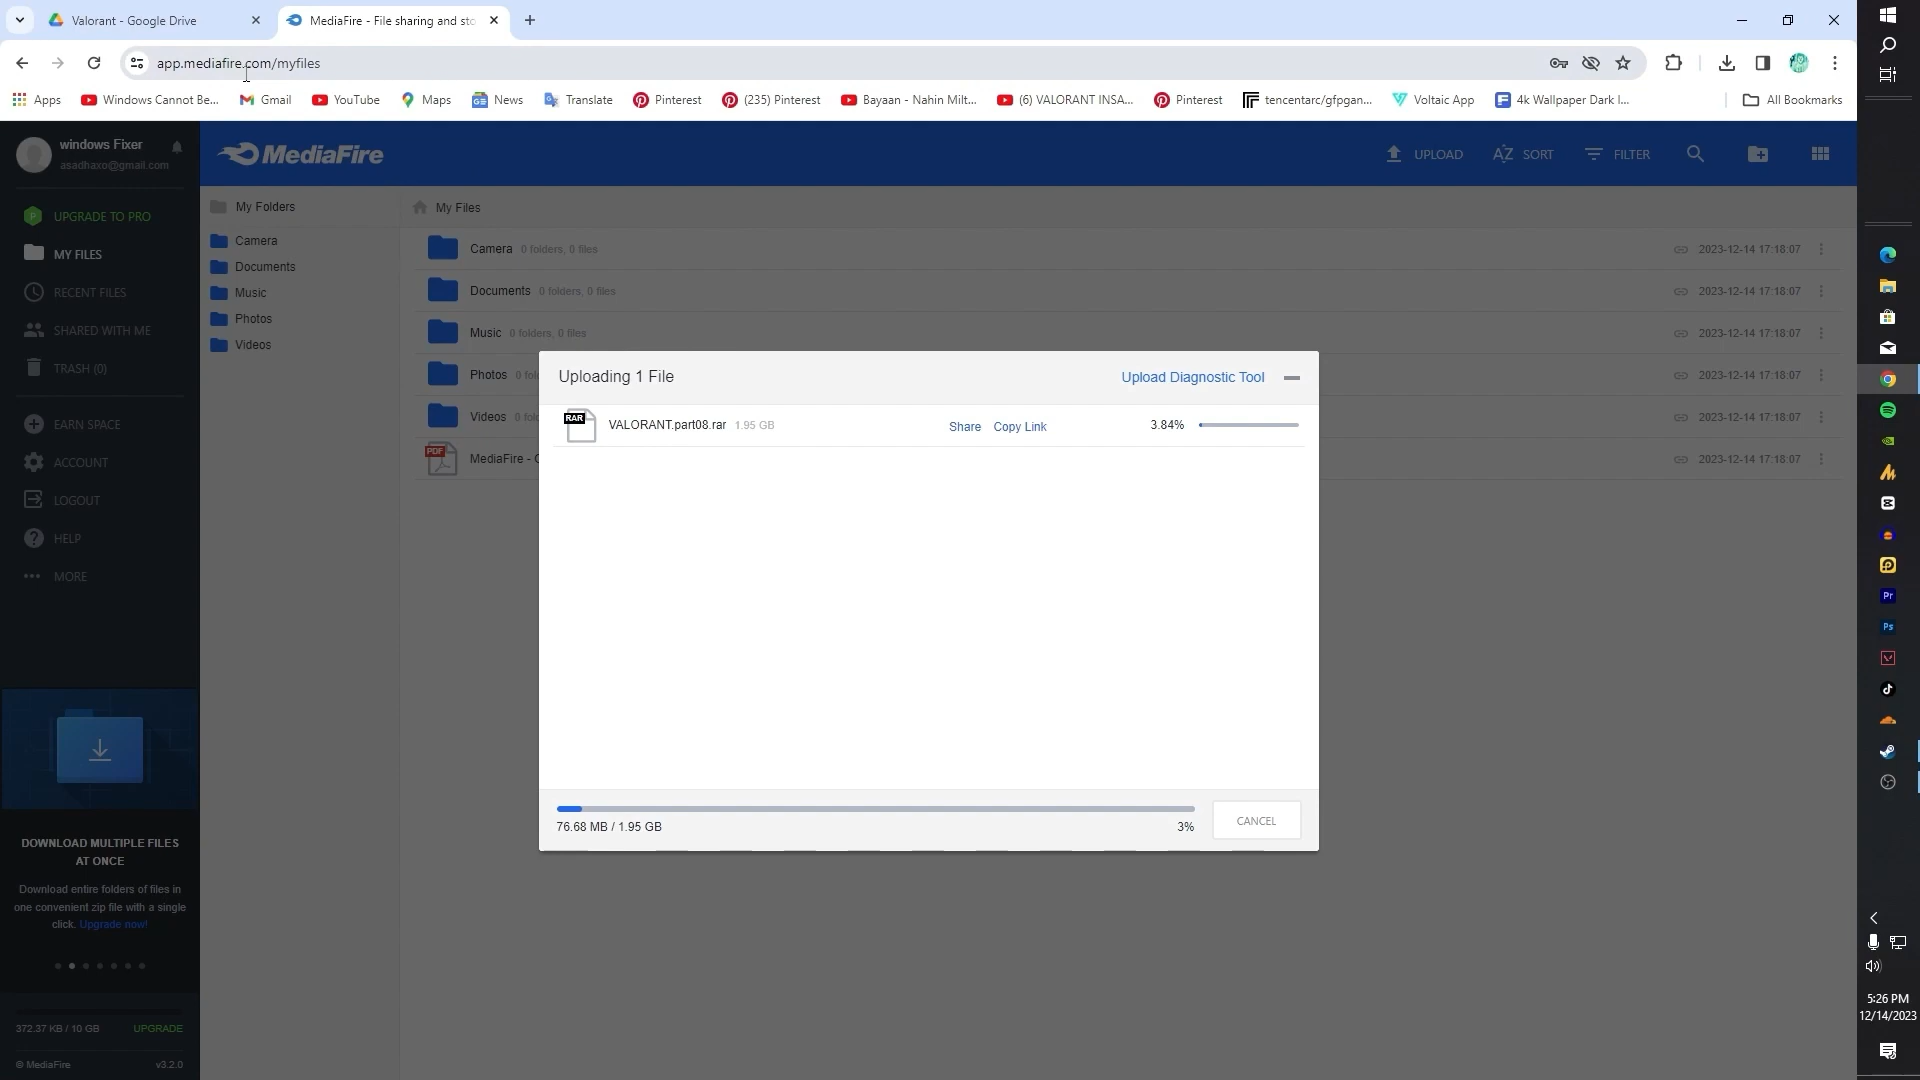 Valorant - Google Drive
MediaFire - File sharing and sto
app.mediafire.com/myfiles
Apps
Windows Cannot Be...
Gmail
YouTube
Maps
News
Translate
Pinterest
(235) Pinterest
Bayaan - Nahin Milt...
(6) VALORANT INSA...
Pinterest
tencentarc/gfpgan...
Voltaic App
4k Wallpaper Dark I...
All Bookmarks
windows Fixer
asadhaxo@gmail.com
MediaFire
UPLOAD
AZ SORT
FILTER
UPGRADE TO PRO
MY FILES
RECENT FILES
SHARED WITH ME
TRASH (0)
EARN SPACE
ACCOUNT
LOGOUT
HELP
MORE
DOWNLOAD MULTIPLE FILES
AT ONCE
Download entire folders of files in
one convenient zip file with a single
click. Upgrade now!
372.37 KB / 10 GB UPGRADE
© MediaFire v3.2.0
My Folders
Camera
Documents
Music
Photos
Videos
My Files
Camera 0 folders, 0 files 2023-12-14 17:18:07
Documents 0 folders, 0 files 2023-12-14 17:18:07
Music 0 folders, 0 files 2023-12-14 17:18:07
Photos 0 fol 2023-12-14 17:18:07
Videos 0 fol 2023-12-14 17:18:07
PDF MediaFire - 2023-12-14 17:18:07
Uploading 1 File
Upload Diagnostic Tool
RAR VALORANT.part08.rar 1.95 GB Share Copy Link 3.84%
76.68 MB / 1.95 GB 3%
CANCEL
Pr
Ps
5:26 PM
12/14/2023